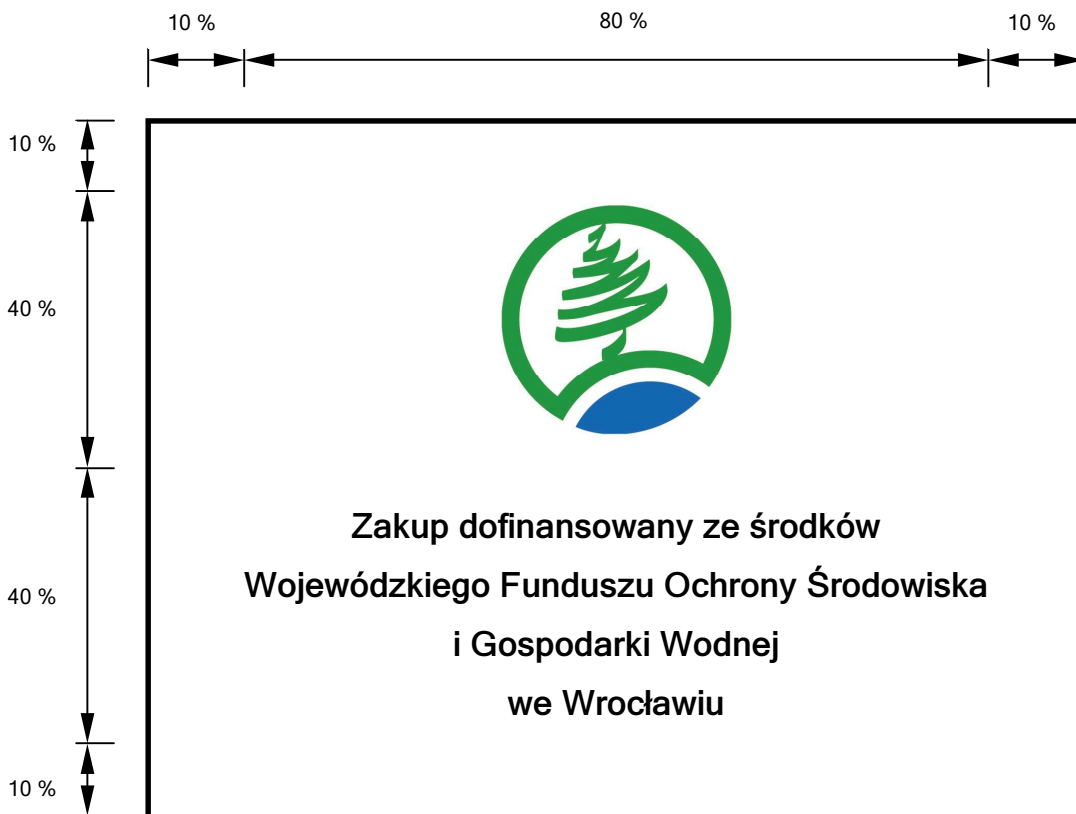 10 %
80 %
10 %
10 %
40 %
40 %
10 %
Zakup dofinansowany ze środków
Wojewódzkiego Funduszu Ochrony Środowiska
i Gospodarki Wodnej
we Wrocławiu